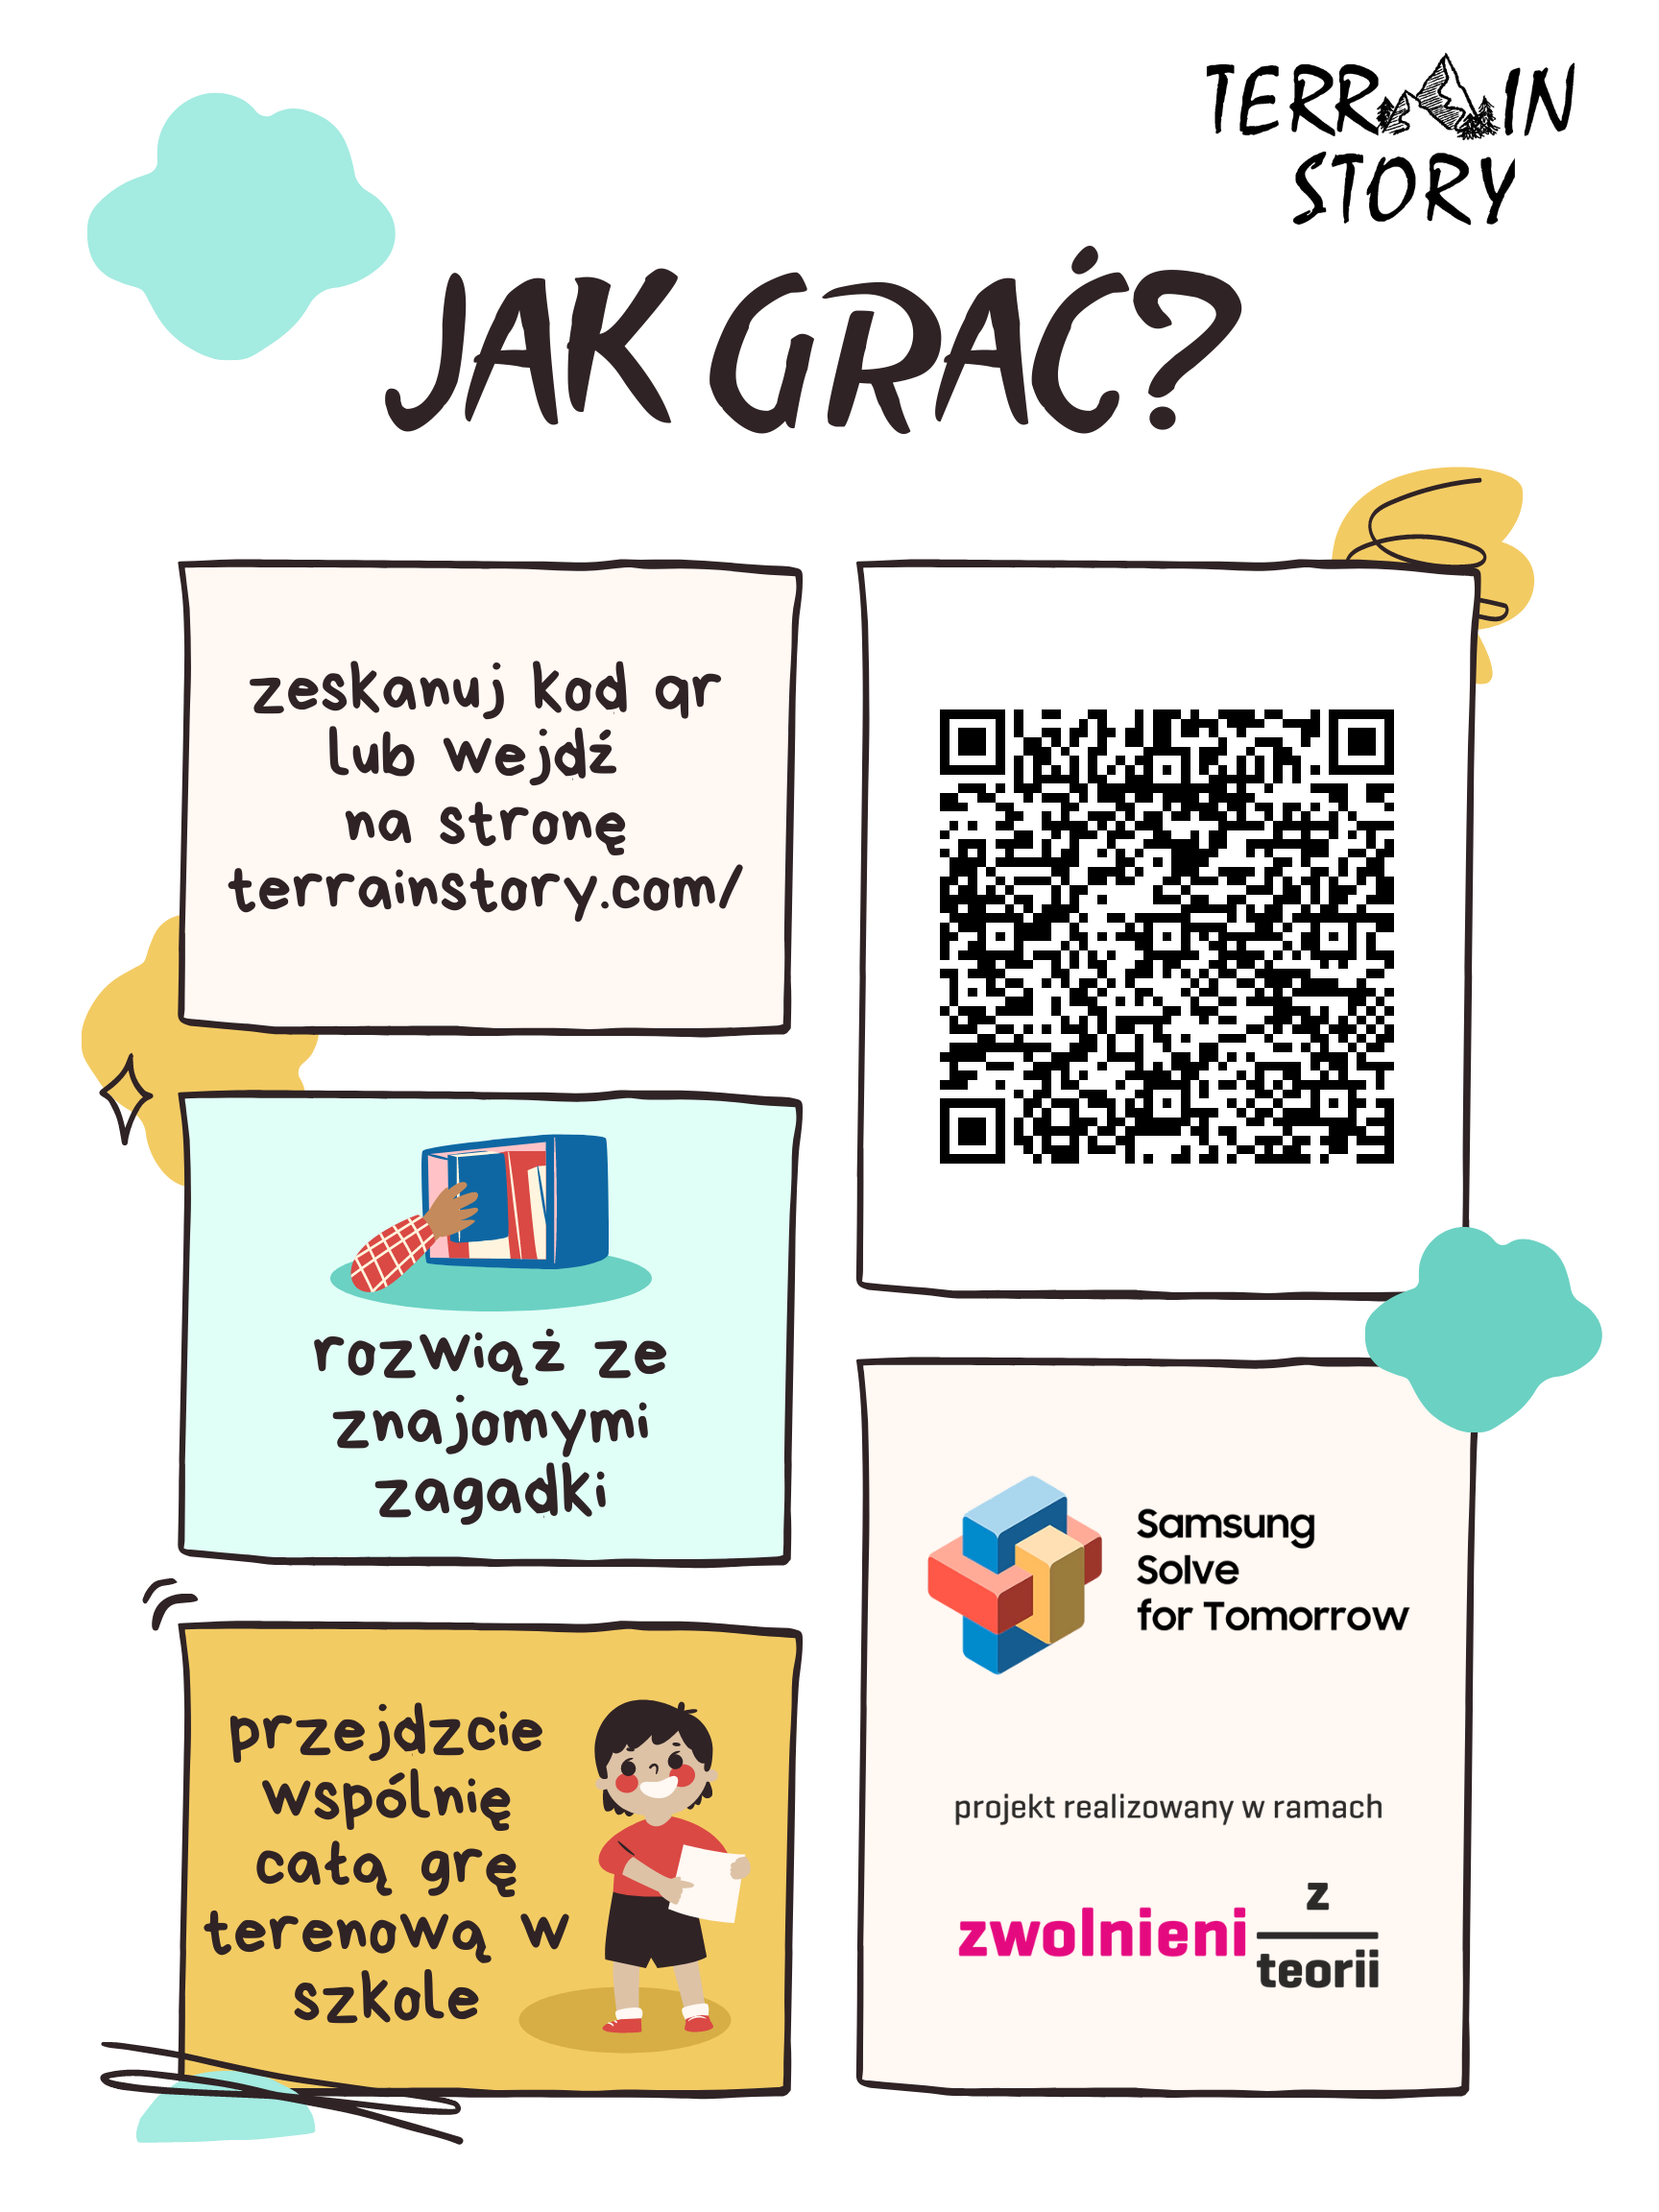 TERRAIN
STORY
JAK GRAĆ?
zeskanuj kod qr
lub wejdź
na stronę
terrainstory.com/
rozwiąż ze
znajomymi
zagadki
przejdzcie
wspólnię
całą grę
terenową w
szkole
Samsung
Solve
for Tomorrow
projekt realizowany w ramach
zwolnieni z
teorii